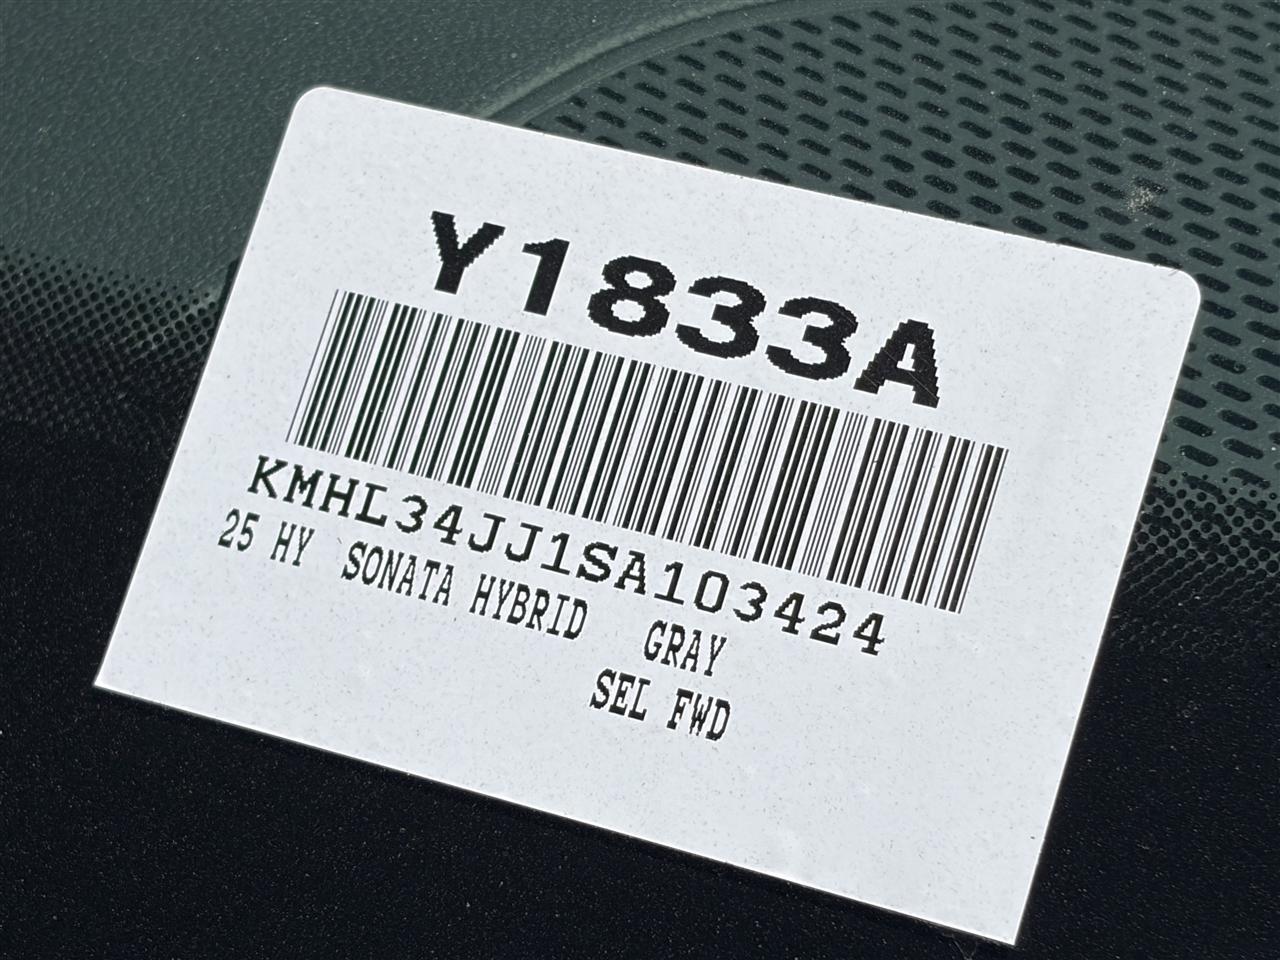 Y1833A
KMHL34JJ1SA103424
25 HY SONATA HYBRID GRAY
SEL FWD